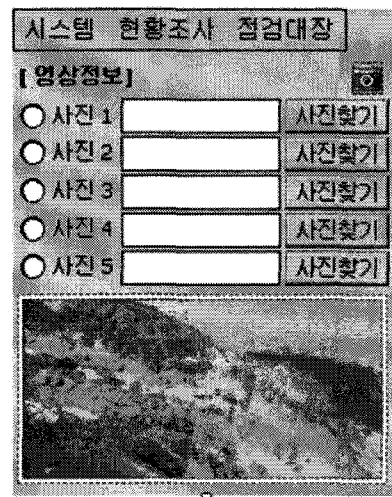 시스템 현황조사 점검대장
[ 영상정보]
사진 1 사진찾기
사진 2 사진찾기
사진 3 사진찾기
사진 4 사진찾기
사진 5 사진찾기